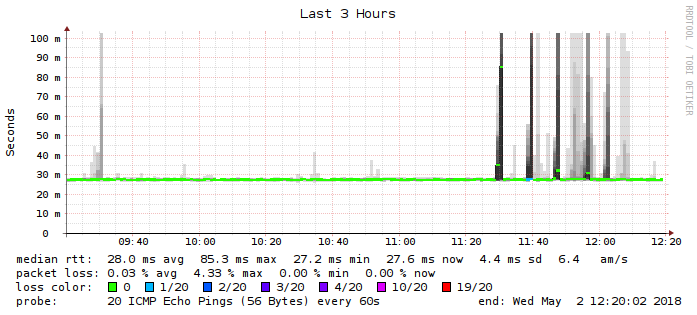 Last 3 Hours
RRDTOOL / TOBI OETIKER
Seconds
100 m
90 m
80 m
70 m
60 m
50 m
40 m
30 m
20 m
10 m
0
09:40 10:00 10:20 10:40 11:00 11:20 11:40 12:00 12:20
median rtt: 28.0 ms avg 85.3 ms max 27.2 ms min 27.6 ms now 4.4 ms sd 6.4 am/s
packet loss: 0.03 % avg 4.33 % max 0.00 % min 0.00 % now
loss color: 0 1/20 2/20 3/20 4/20 10/20 19/20
probe: 20 ICMP Echo Pings (56 Bytes) every 60s end: Wed May 2 12:20:02 2018